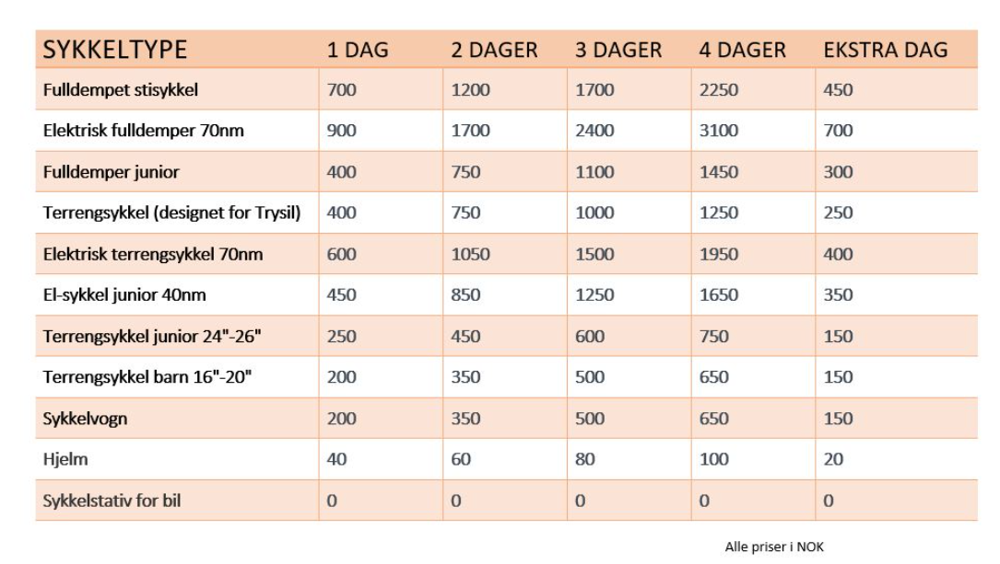 SYKKELTYPE 1 DAG 2 DAGER 3 DAGER 4 DAGER EKSTRA DAG
Fulldempet stisykkel 700 1200 1700 2250 450
Elektrisk fulldemper 70nm 900 1700 2400 3100 700
Fulldemper junior 400 750 1100 1450 300
Terrengsykkel (designet for Trysil) 400 750 1000 1250 250
Elektrisk terrengsykkel 70nm 600 1050 1500 1950 400
El-sykkel junior 40nm 450 850 1250 1650 350
Terrengsykkel junior 24"-26" 250 450 600 750 150
Terrengsykkel barn 16"-20" 200 350 500 650 150
Sykkelvogn 200 350 500 650 150
Hjelm 40 60 80 100 20
Sykkelstativ for bil 0 0 0 0 0
Alle priser i NOK